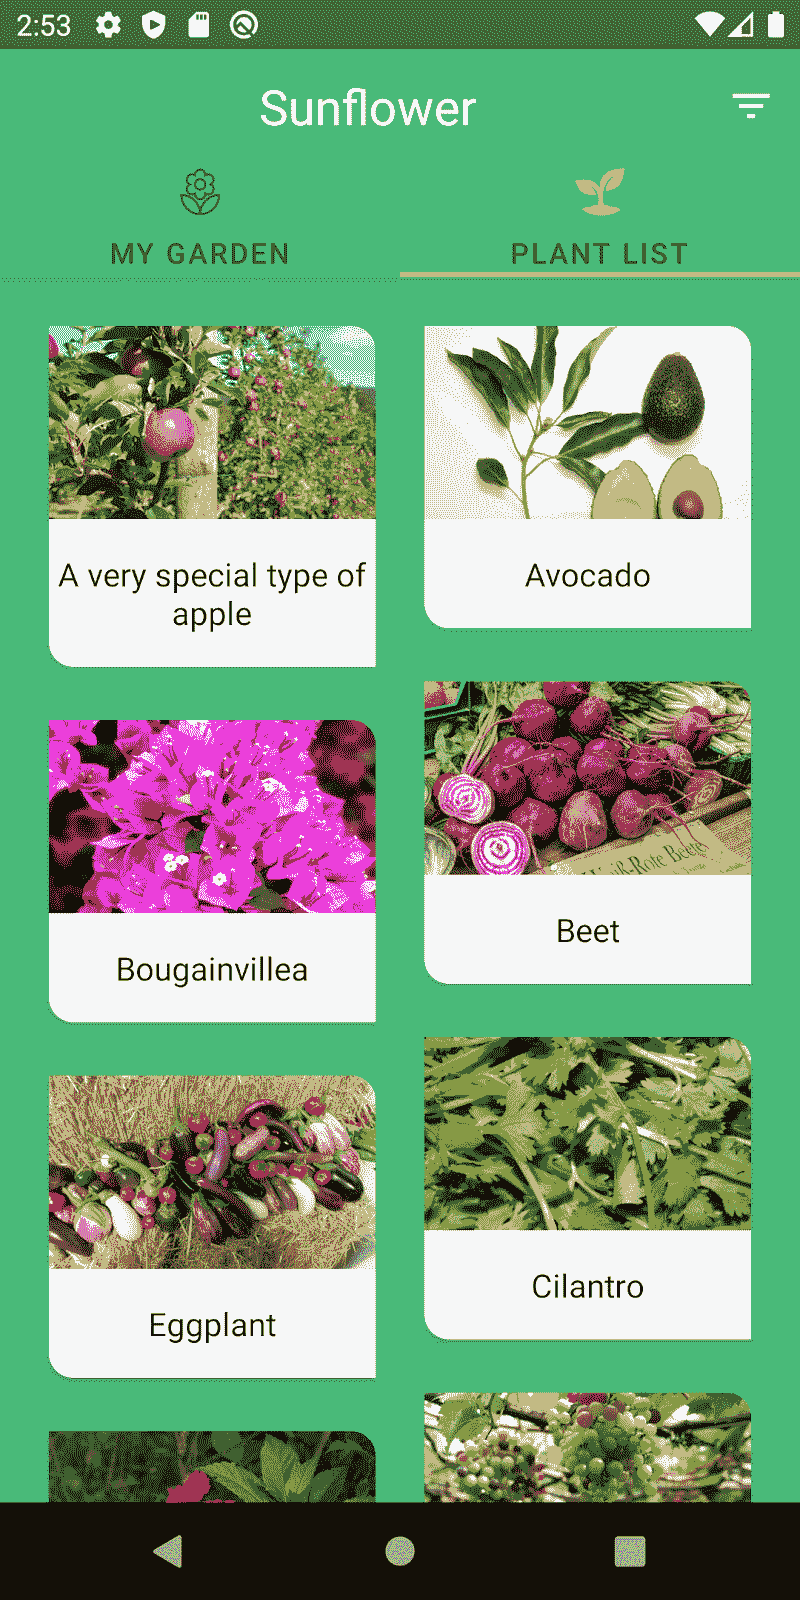 2:53
Sunflower
MY GARDEN
PLANT LIST
A very special type of
apple
Avocado
Bougainvillea
Beet
Eggplant
Cilantro